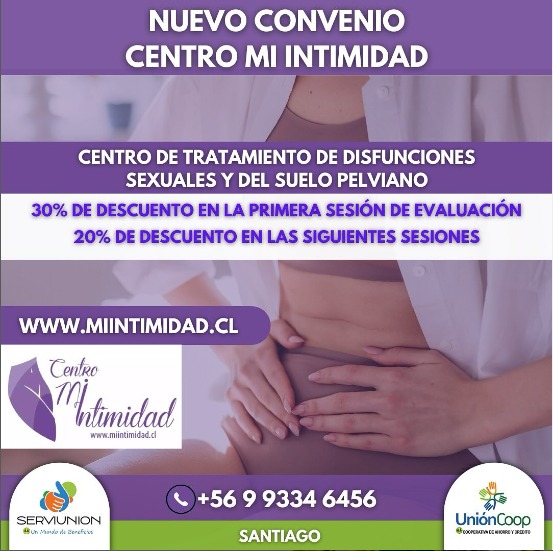 NUEVO CONVENIO
CENTRO MI INTIMIDAD
CENTRO DE TRATAMIENTO DE DISFUNCIONES
SEXUALES Y DEL SUELO PELVIANO
30% DE DESCUENTO EN LA PRIMERA SESIÓN DE EVALUACIÓN
20% DE DESCUENTO EN LAS SIGUIENTES SESIONES
WWW.MIINTIMIDAD.CL
Centro
Mi
Intimidad
www.miintimidad.cl
+56 9 9334 6456
SERVIUNION
Un Mundo de Beneficios
UniónCoop
COOPERATIVA DE AHORRO Y CRÉDITO
SANTIAGO